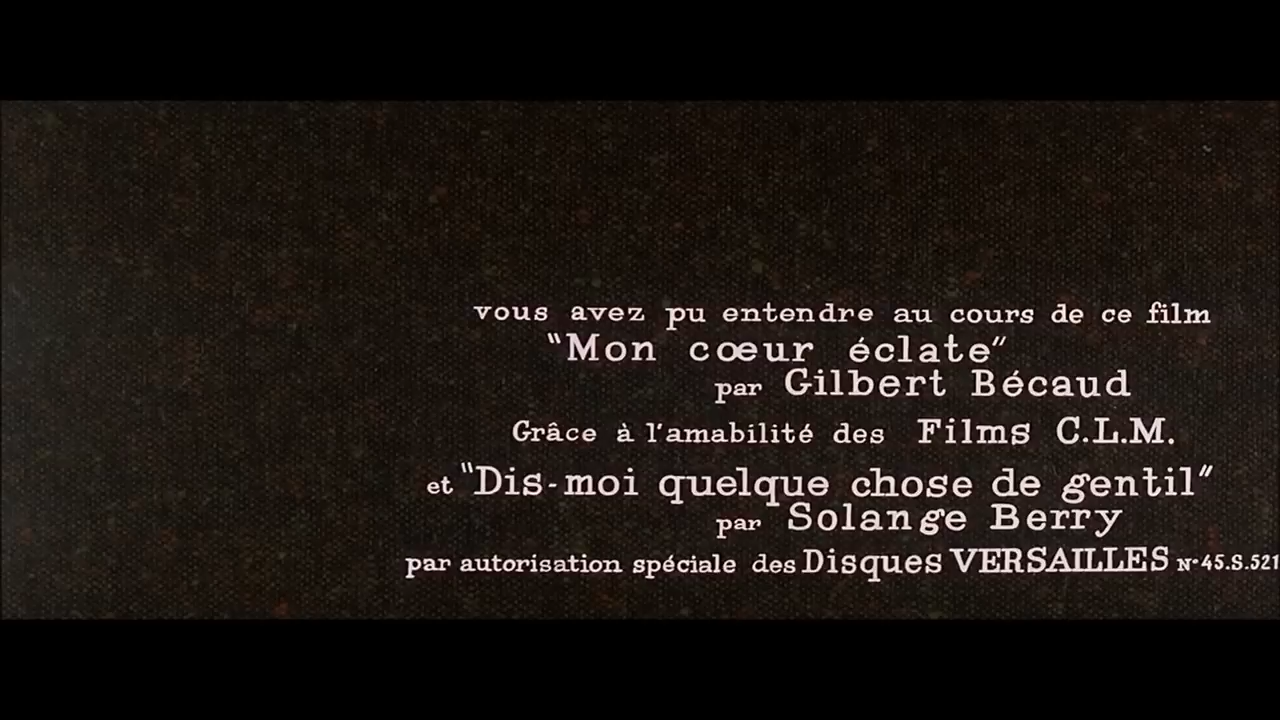 vous avez pu entendre au cours de ce film
"Mon cœur éclate"
par Gilbert Bécaud
Grâce à l'amabilité des Films C.L.M.
et "Dis-moi quelque chose de gentil"
par Solange Berry
par autorisation spéciale des Disques VERSAILLES N° 45.S.521